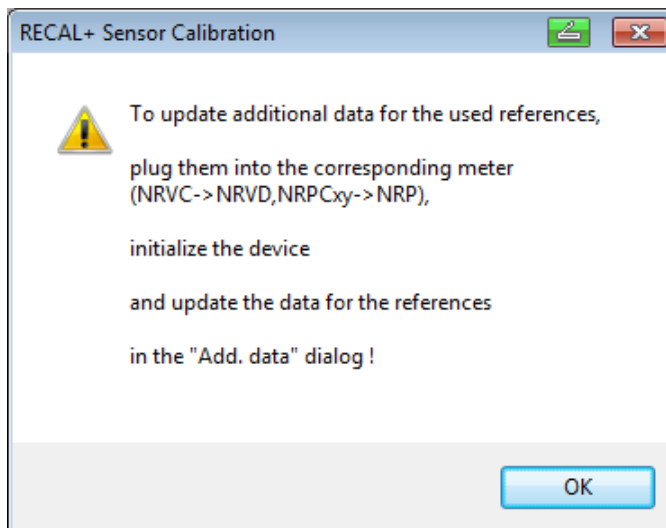 RECAL+ Sensor Calibration
To update additional data for the used references,
plug them into the corresponding meter
(NRVC->NRVD,NRPCxy->NRP),
initialize the device
and update the data for the references
in the "Add. data" dialog !
OK